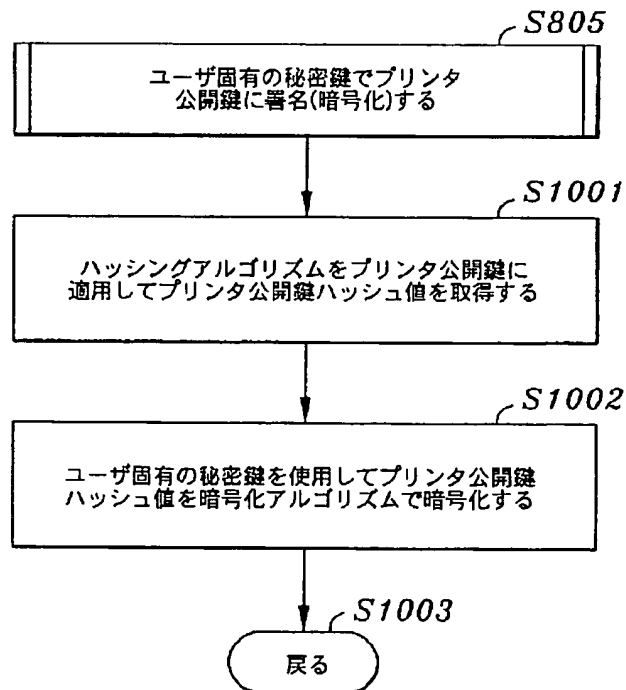 S805
ユーザ固有の秘密鍵でプリンタ
公開鍵に署名(暗号化)する
S1001
ハッシングアルゴリズムをプリンタ公開鍵に
適用してプリンタ公開鍵ハッシュ値を取得する
S1002
ユーザ固有の秘密鍵を使用してプリンタ公開鍵
ハッシュ値を暗号化アルゴリズムで暗号化する
S1003
戻る